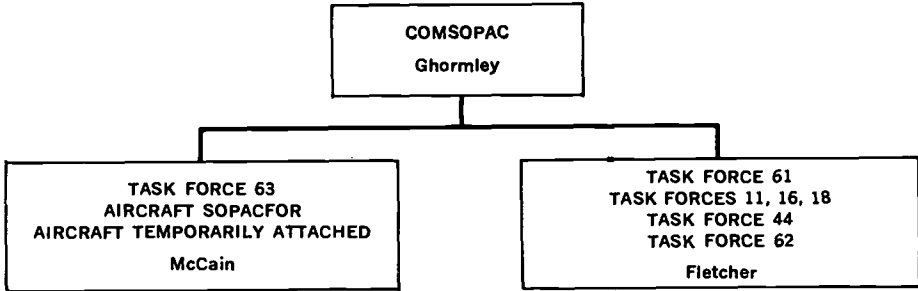 COMSOPAC
Ghormley
TASK FORCE 63
AIRCRAFT SOPACFOR
AIRCRAFT TEMPORARILY ATTACHED
McCain
TASK FORCE 61
TASK FORCES 11, 16, 18
TASK FORCE 44
TASK FORCE 62
Fletcher